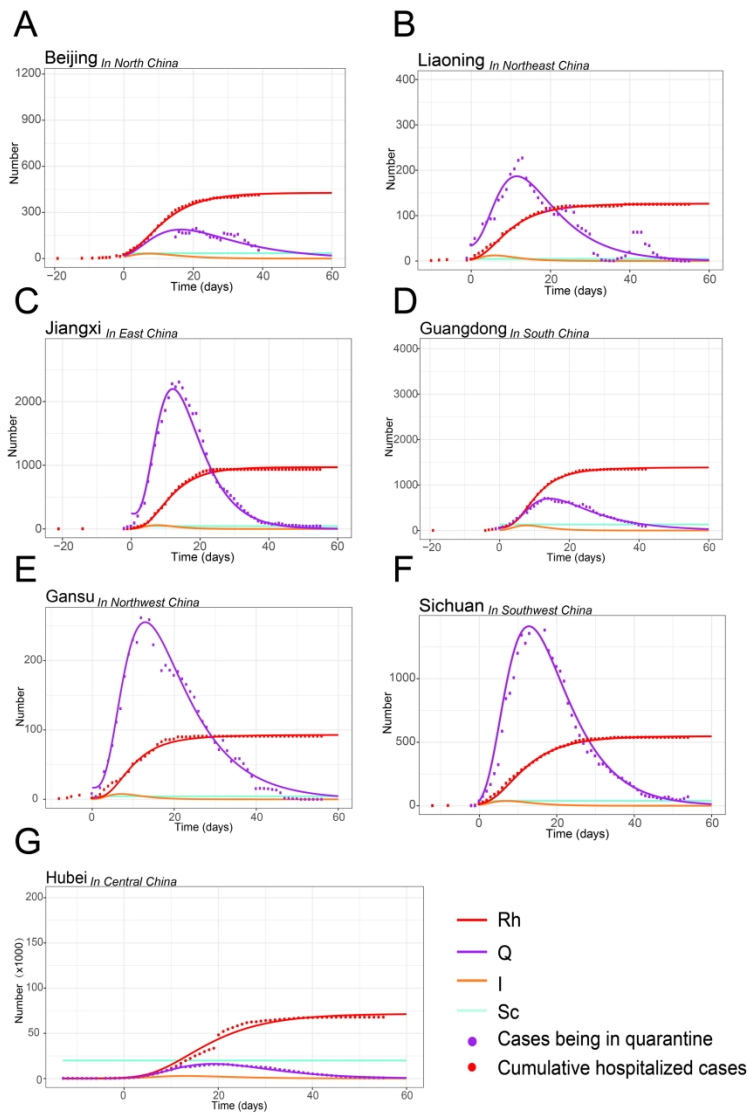 A
Beijing In North China
1200
900
600
300
0
Number
-20 0 20 40 60
Time (days)
B
Liaoning In Northeast China
400
300
200
100
0
Number
0 20 40 60
Time (days)
C
Jiangxi In East China
2000
1000
0
Number
-20 0 20 40 60
Time (days)
D
Guangdong In South China
4000
3000
2000
1000
0
Number
-20 0 20 40 60
Time (days)
E
Gansu In Northwest China
200
100
0
Number
0 20 40 60
Time (days)
F
Sichuan In Southwest China
1000
500
0
Number
0 20 40 60
Time (days)
G
Hubei In Central China
200
150
100
50
0
Number (×1000)
0 20 40 60
Time (days)
Rh
Q
I
Sc
Cases being in quarantine
Cumulative hospitalized cases